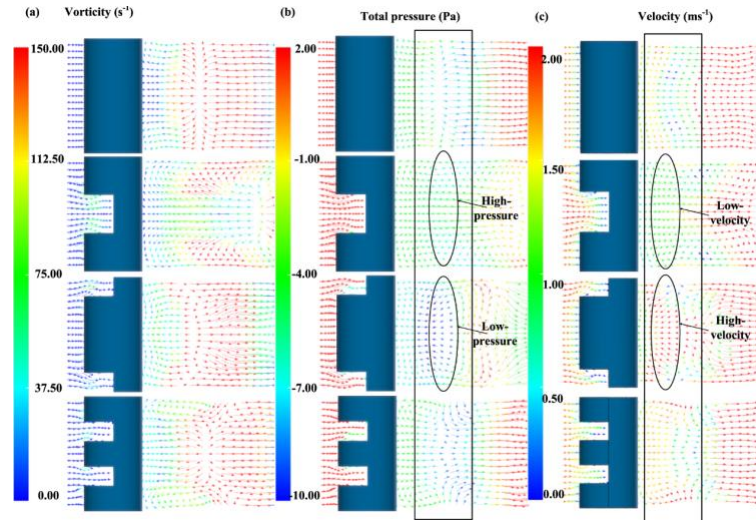 (a) Vorticity (s⁻¹)
150.00
112.50
75.00
37.50
0.00
(b) Total pressure (Pa)
2.00
-1.00
-4.00
-7.00
-10.00
High-
pressure
Low-
pressure
(c) Velocity (ms⁻¹)
2.00
1.50
1.00
0.50
0.00
Low-
velocity
High-
velocity